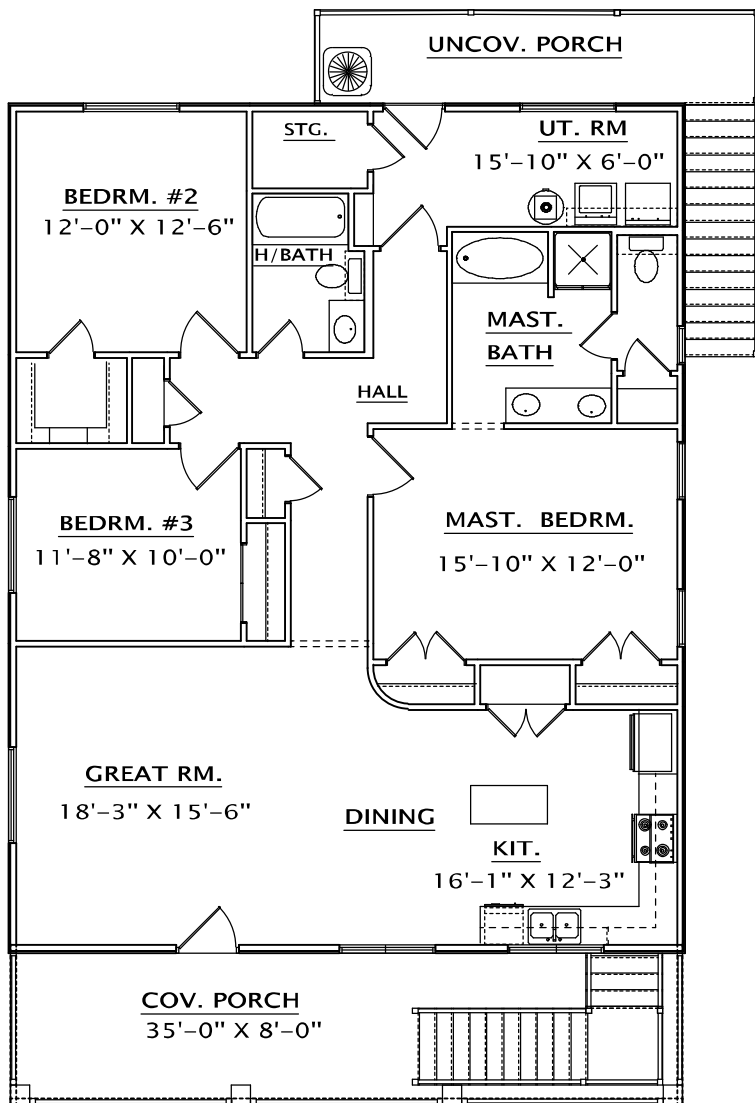 UNCOV. PORCH
STG.
UT. RM
15'-10" X 6'-0"
BEDRM. #2
12'-0" X 12'-6"
H/BATH
MAST.
BATH
HALL
BEDRM. #3
11'-8" X 10'-0"
MAST. BEDRM.
15'-10" X 12'-0"
GREAT RM.
18'-3" X 15'-6"
DINING
KIT.
16'-1" X 12'-3"
COV. PORCH
35'-0" X 8'-0"